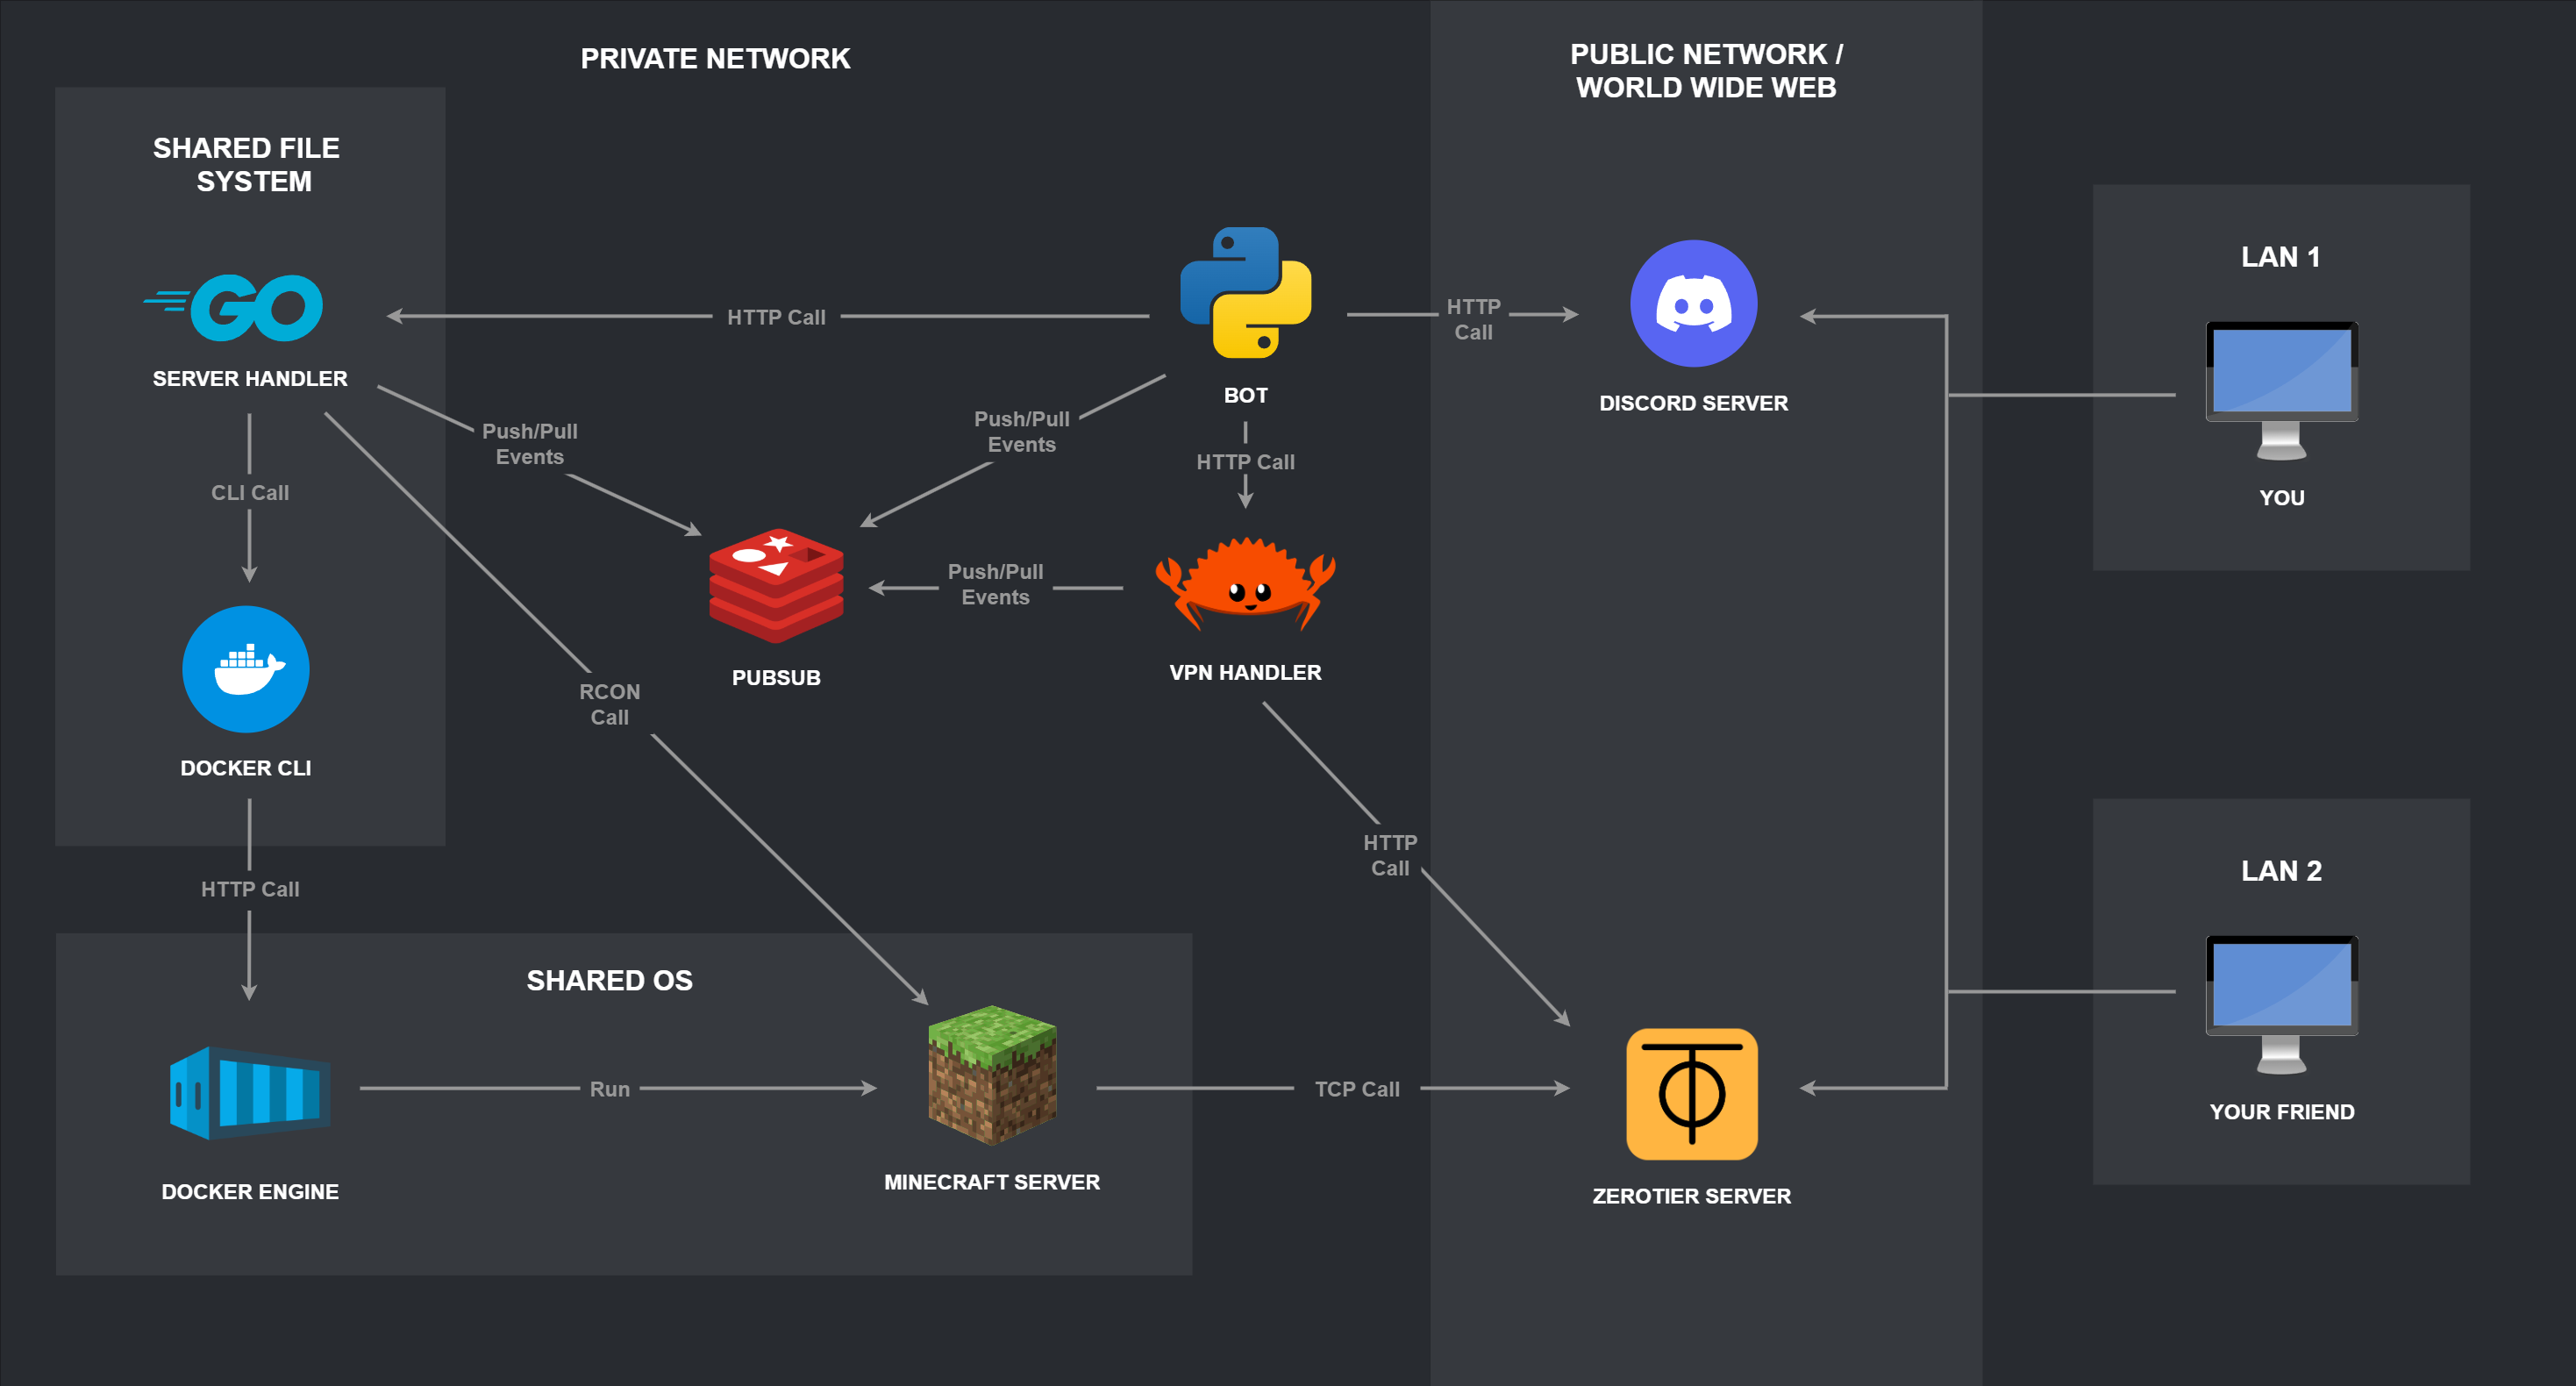 PRIVATE NETWORK
PUBLIC NETWORK /
WORLD WIDE WEB
SHARED FILE
SYSTEM
GO
SERVER HANDLER
HTTP Call
BOT
HTTP
Call
DISCORD SERVER
LAN 1
YOU
Push/Pull
Events
Push/Pull
Events
HTTP Call
CLI Call
Push/Pull
Events
PUBSUB
VPN HANDLER
RCON
Call
DOCKER CLI
HTTP
Call
HTTP Call
LAN 2
YOUR FRIEND
SHARED OS
DOCKER ENGINE
Run
MINECRAFT SERVER
TCP Call
ZEROTIER SERVER